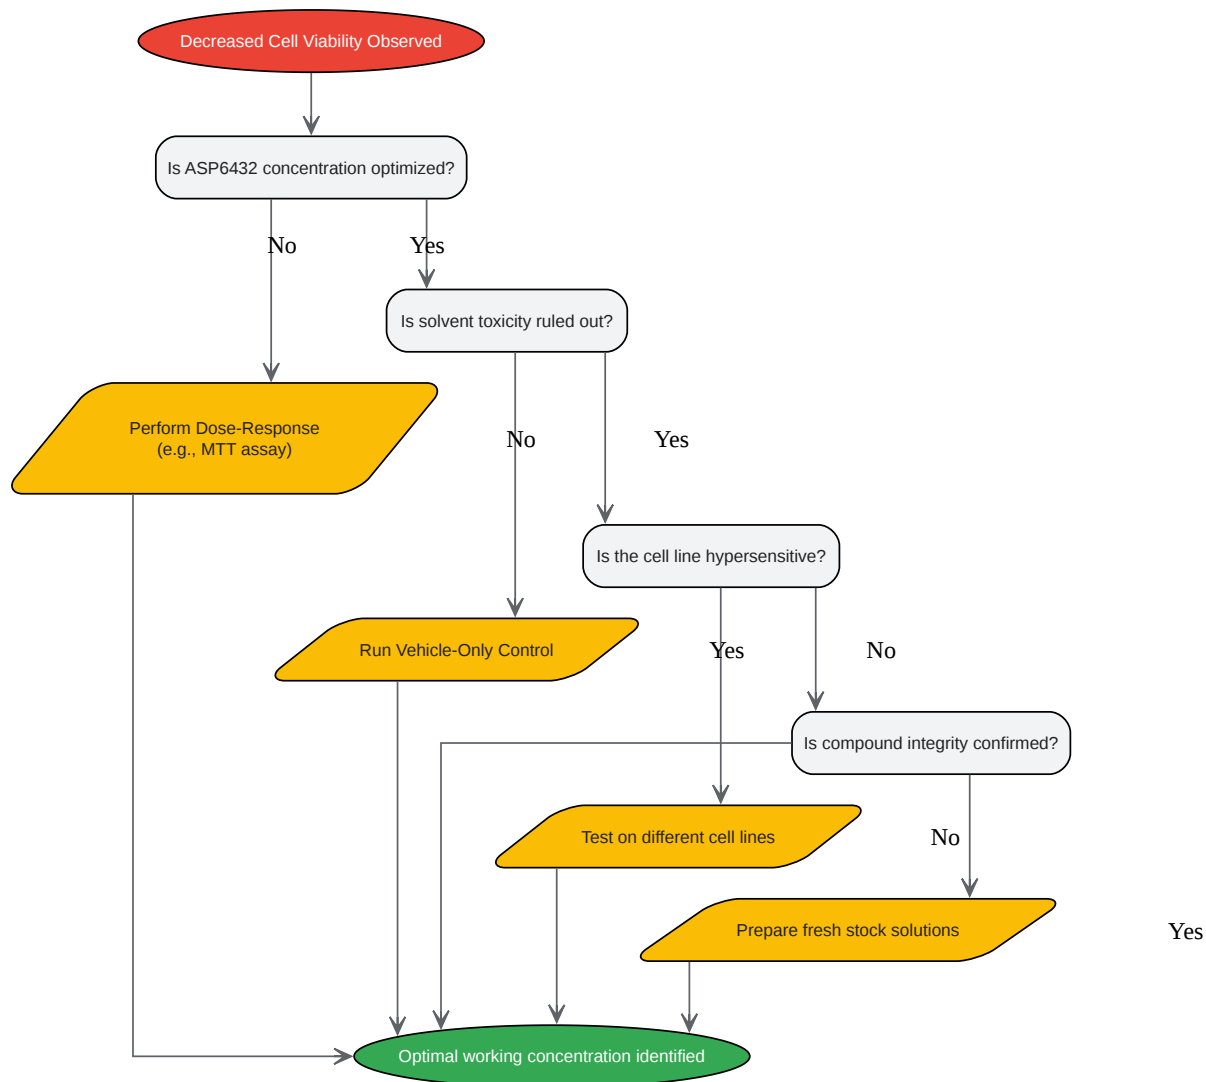 Decreased Cell Viability Observed
Is ASP6432 concentration optimized?
No
Yes
Is solvent toxicity ruled out?
Perform Dose-Response
(e.g., MTT assay)
No
Yes
Is the cell line hypersensitive?
Run Vehicle-Only Control
Yes
No
Is compound integrity confirmed?
Test on different cell lines
No
Prepare fresh stock solutions
Yes
Optimal working concentration identified